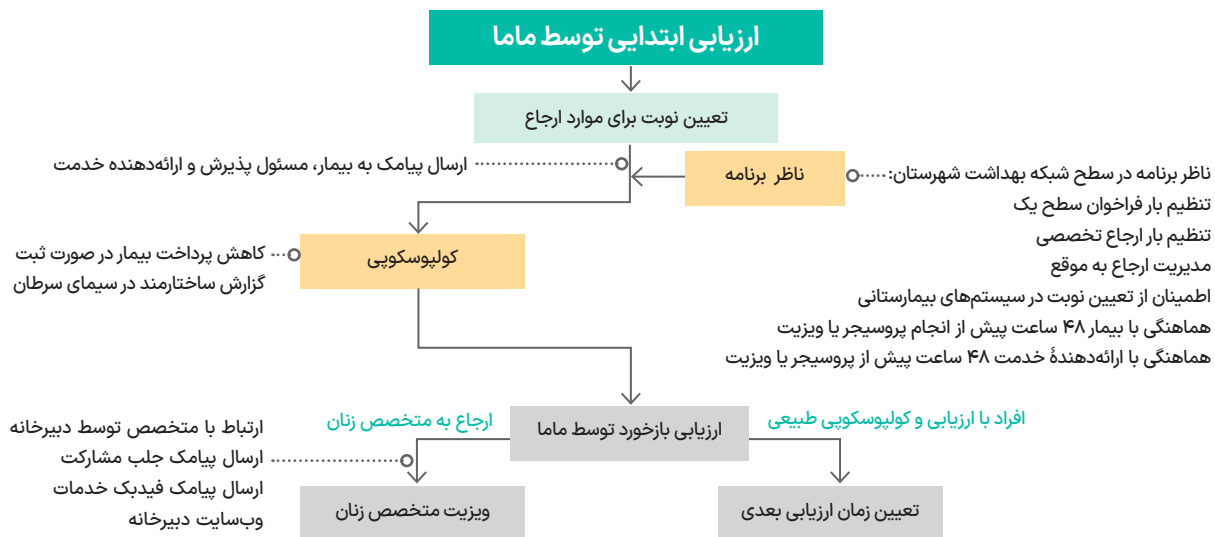 ارزیابی ابتدایی توسط ماما
تعیین نوبت برای موارد ارجاع
ارسال پیامک به بیمار، مسئول پذیرش و ارائه‌دهنده خدمت
ناظر برنامه
ناظر برنامه در سطح شبکه بهداشت شهرستان:
تنظیم بار فراخوان سطح یک
تنظیم بار ارجاع تخصصی
مدیریت ارجاع به موقع
اطمینان از تعیین نوبت در سیستم‌های بیمارستانی
هماهنگی با بیمار ۴۸ ساعت پیش از انجام پروسیجر یا ویزیت
هماهنگی با ارائه‌دهندهٔ خدمت ۴۸ ساعت پیش از پروسیجر یا ویزیت
کولپوسکوپی
کاهش پرداخت بیمار در صورت ثبت
گزارش ساختارمند در سیمای سرطان
ارزیابی بازخورد توسط ماما
افراد با ارزیابی و کولپوسکوپی طبیعی
تعیین زمان ارزیابی بعدی
ارجاع به متخصص زنان
ویزیت متخصص زنان
ارتباط با متخصص توسط دبیرخانه
ارسال پیامک جلب مشارکت
ارسال پیامک فیدبک خدمات
وب‌سایت دبیرخانه